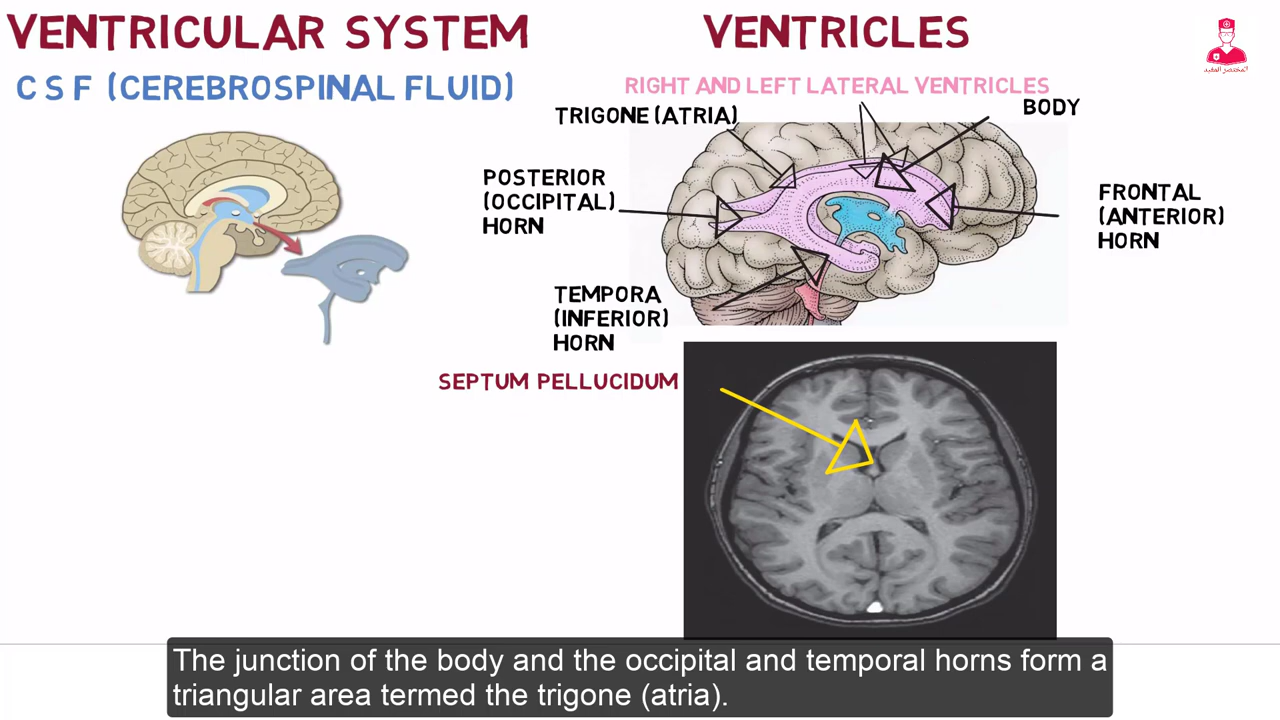 VENTRICULAR SYSTEM
C S F (CEREBROSPINAL FLUID)
VENTRICLES
المختصر المفيد
RIGHT AND LEFT LATERAL VENTRICLES
TRIGONE (ATRIA)
BODY
POSTERIOR
(OCCIPITAL)
HORN
FRONTAL
(ANTERIOR)
HORN
TEMPORA
(INFERIOR)
HORN
SEPTUM PELLUCIDUM
The junction of the body and the occipital and temporal horns form a
triangular area termed the trigone (atria).